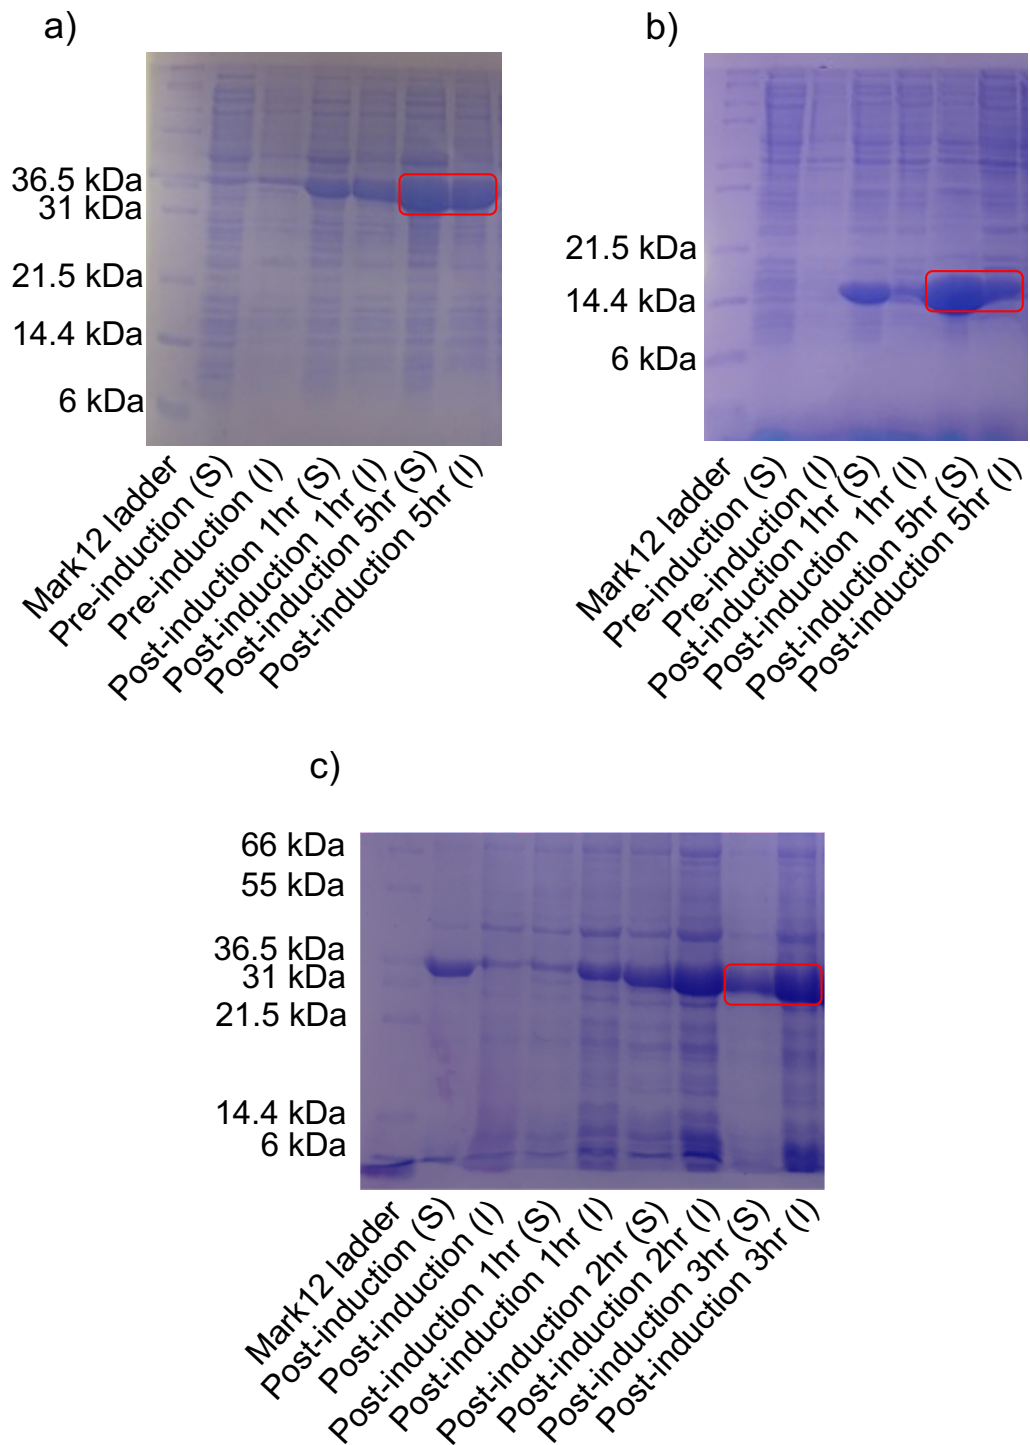 a)
36.5 kDa
31 kDa
21.5 kDa
14.4 kDa
6 kDa
Mark12 ladder
Pre-induction (S)
Pre-induction (I)
Post-induction 1hr (S)
Post-induction 1hr (I)
Post-induction 5hr (S)
Post-induction 5hr (I)
b)
21.5 kDa
14.4 kDa
6 kDa
Mark12 ladder
Pre-induction (S)
Pre-induction (I)
Post-induction 1hr (S)
Post-induction 1hr (I)
Post-induction 5hr (S)
Post-induction 5hr (I)
c)
66 kDa
55 kDa
36.5 kDa
31 kDa
21.5 kDa
14.4 kDa
6 kDa
Mark12 ladder
Post-induction (S)
Post-induction (I)
Post-induction 1hr (S)
Post-induction 1hr (I)
Post-induction 2hr (S)
Post-induction 2hr (I)
Post-induction 3hr (S)
Post-induction 3hr (I)